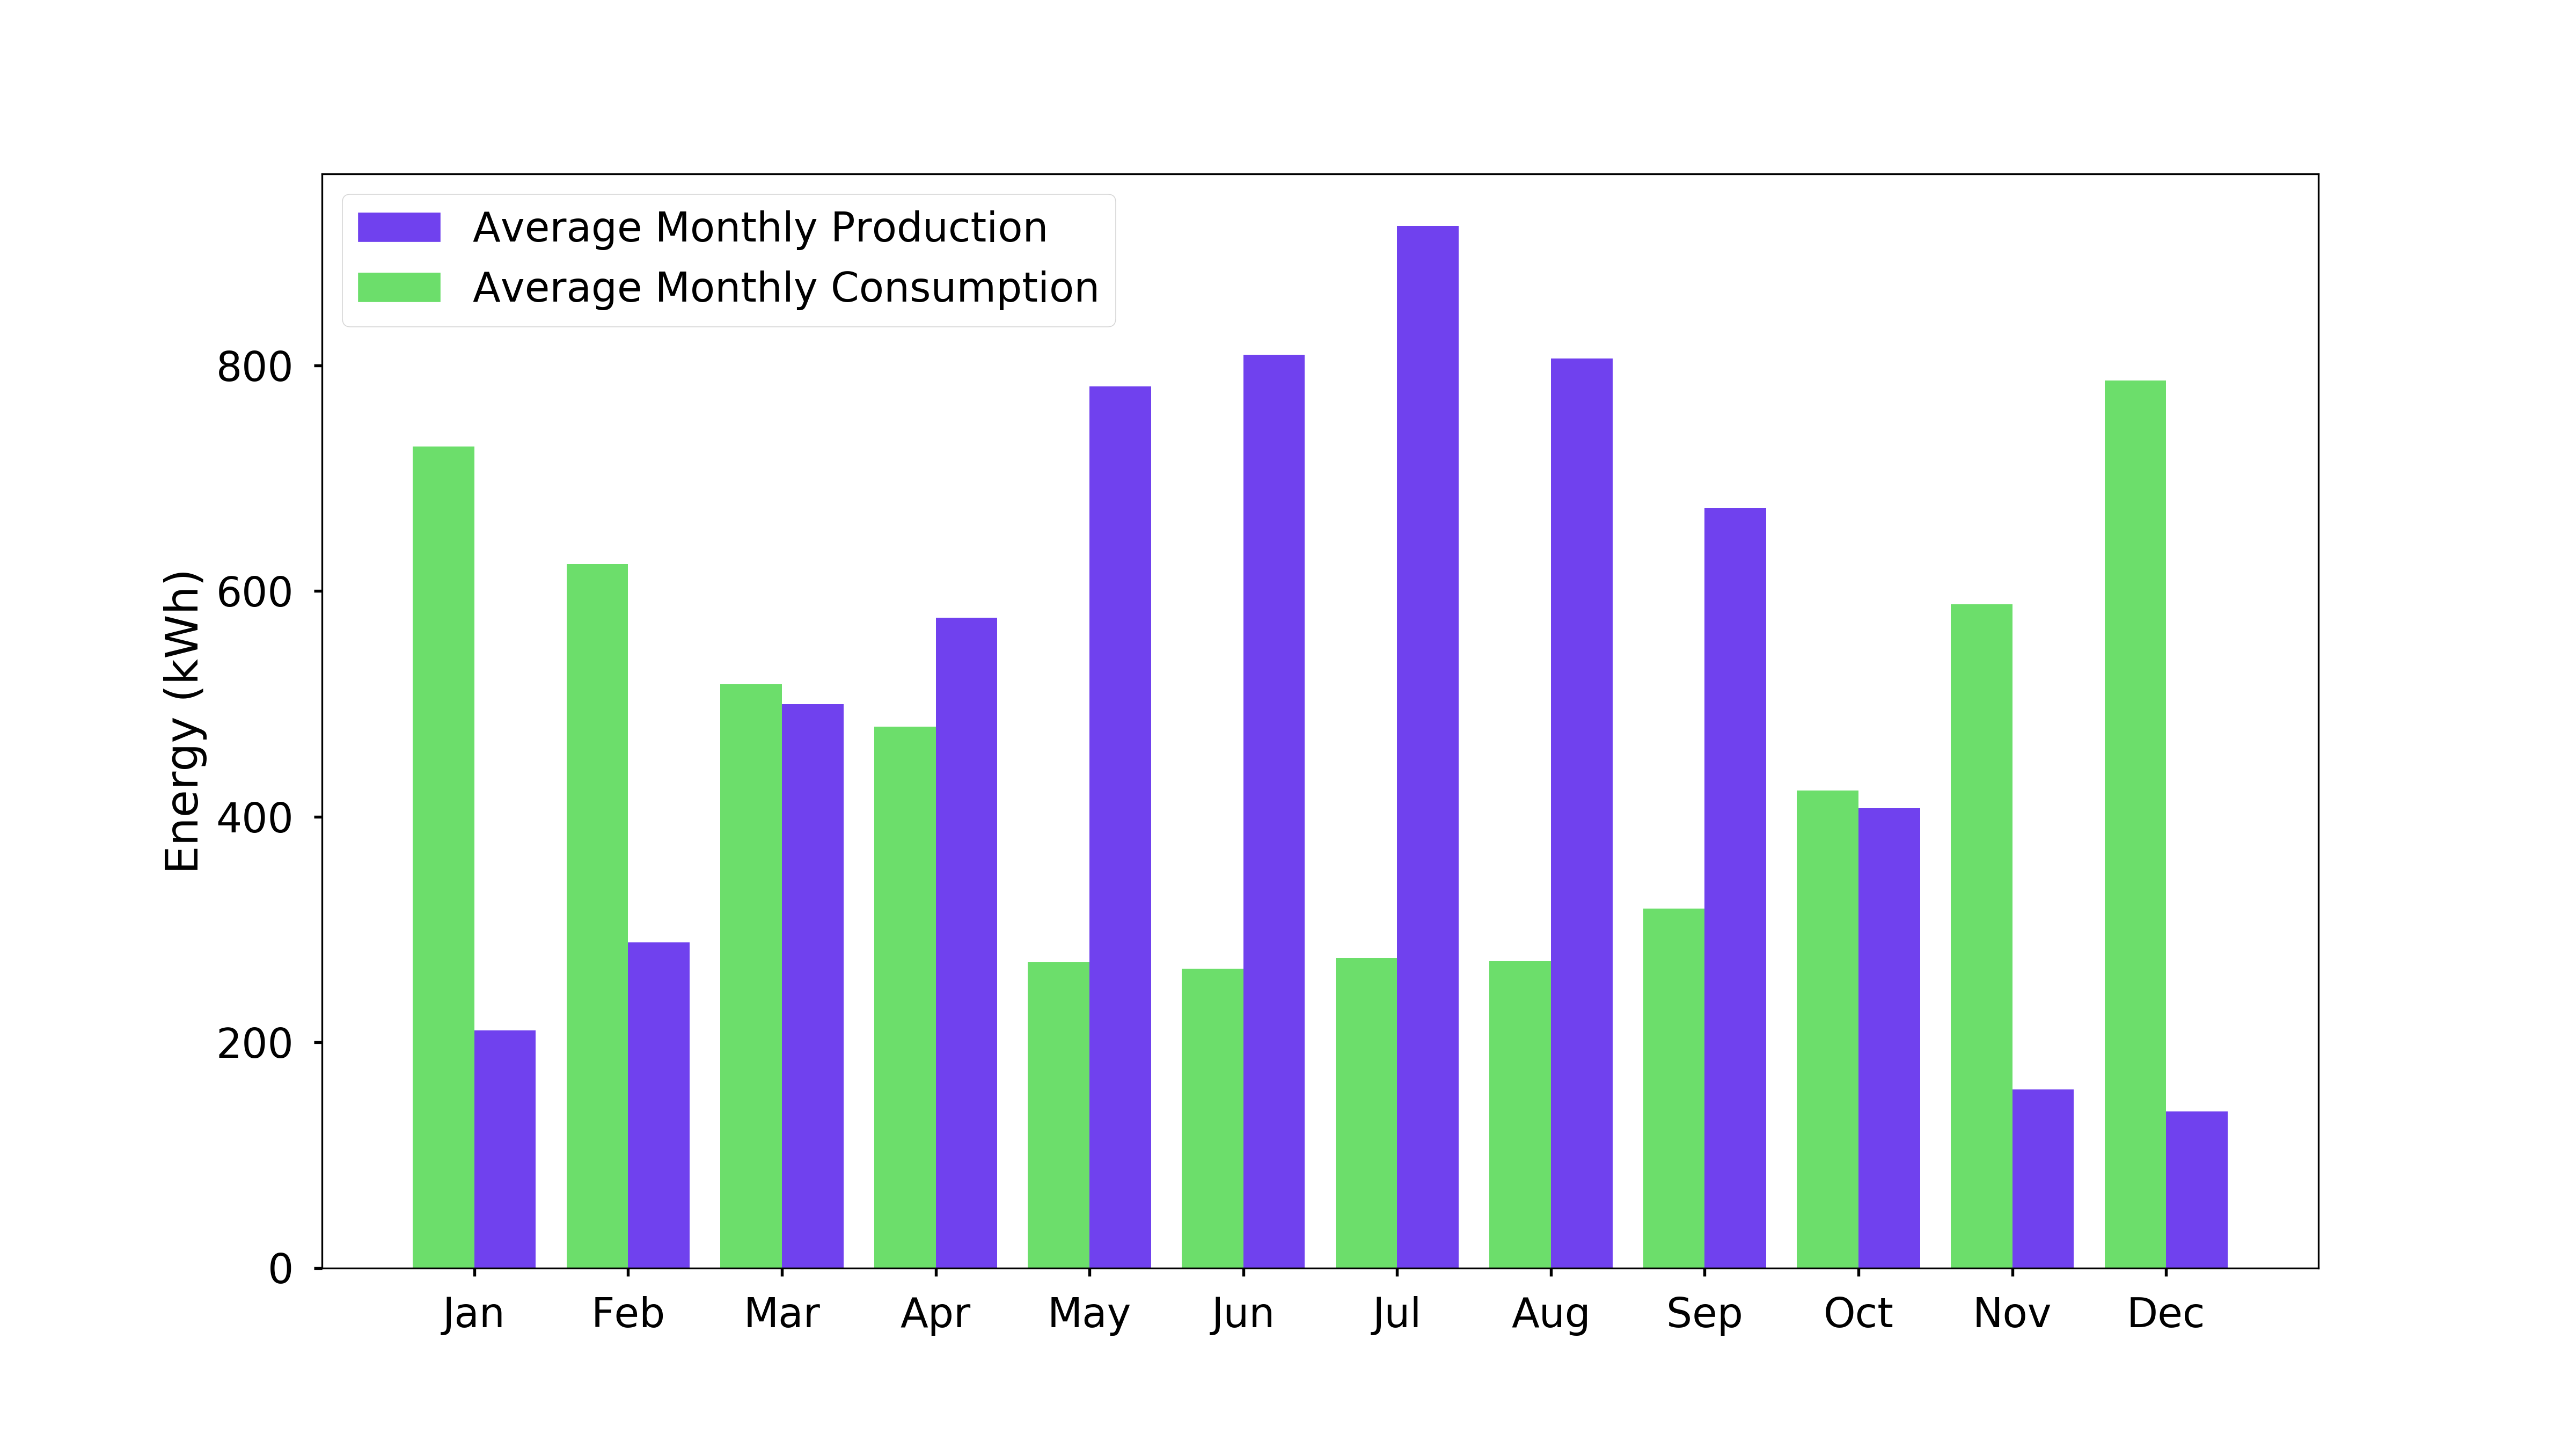 Average Monthly Production
Average Monthly Consumption
Energy (kWh)
800
600
400
200
0
Jan Feb Mar Apr May Jun Jul Aug Sep Oct Nov Dec